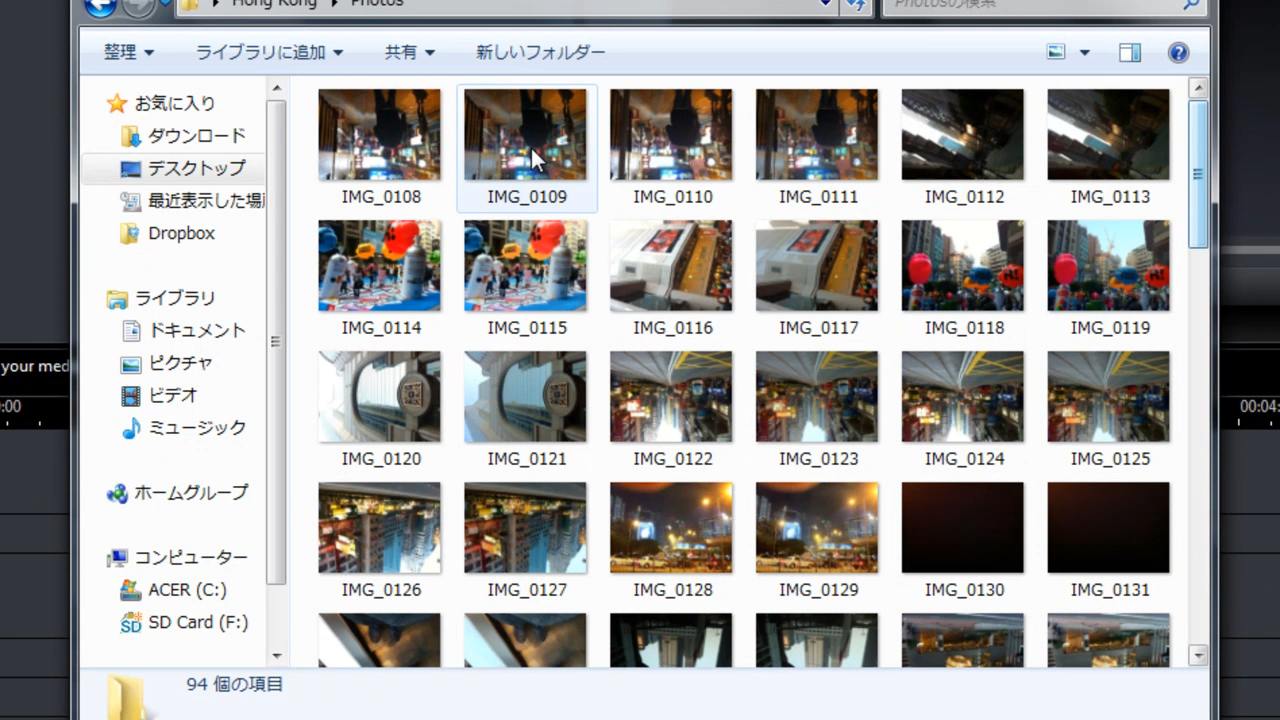 Hong Kong
Photos
Photosの検索
整理
ライブラリに追加
共有
新しいフォルダー
お気に入り
ダウンロード
デスクトップ
最近表示した場
Dropbox
ライブラリ
ドキュメント
ピクチャ
ビデオ
ミュージック
ホームグループ
コンピューター
ACER (C:)
SD Card (F:)
IMG_0108
IMG_0109
IMG_0110
IMG_0111
IMG_0112
IMG_0113
IMG_0114
IMG_0115
IMG_0116
IMG_0117
IMG_0118
IMG_0119
IMG_0120
IMG_0121
IMG_0122
IMG_0123
IMG_0124
IMG_0125
IMG_0126
IMG_0127
IMG_0128
IMG_0129
IMG_0130
IMG_0131
94 個の項目
your med
:00
00:04: